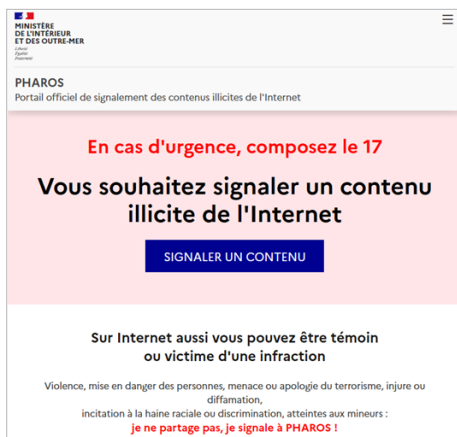 MINISTÈRE
DE L'INTÉRIEUR
ET DES OUTRE-MER
Liberté
Égalité
Fraternité
PHAROS
Portail officiel de signalement des contenus illicites de l'Internet
En cas d'urgence, composez le 17
Vous souhaitez signaler un contenu
illicite de l'Internet
SIGNALER UN CONTENU
Sur Internet aussi vous pouvez être témoin
ou victime d'une infraction
Violence, mise en danger des personnes, menace ou apologie du terrorisme, injure ou
diffamation,
incitation à la haine raciale ou discrimination, atteintes aux mineurs :
je ne partage pas, je signale à PHAROS !